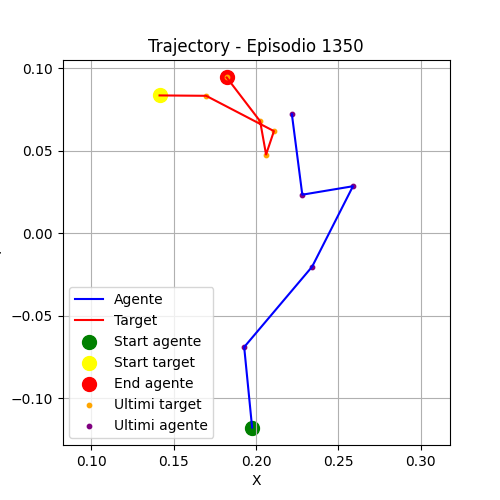 Trajectory - Episodio 1350
0.10
0.05
0.00
−0.05
−0.10
Agente
Target
Start agente
Start target
End agente
Ultimi target
Ultimi agente
0.10 0.15 0.20 0.25 0.30
X